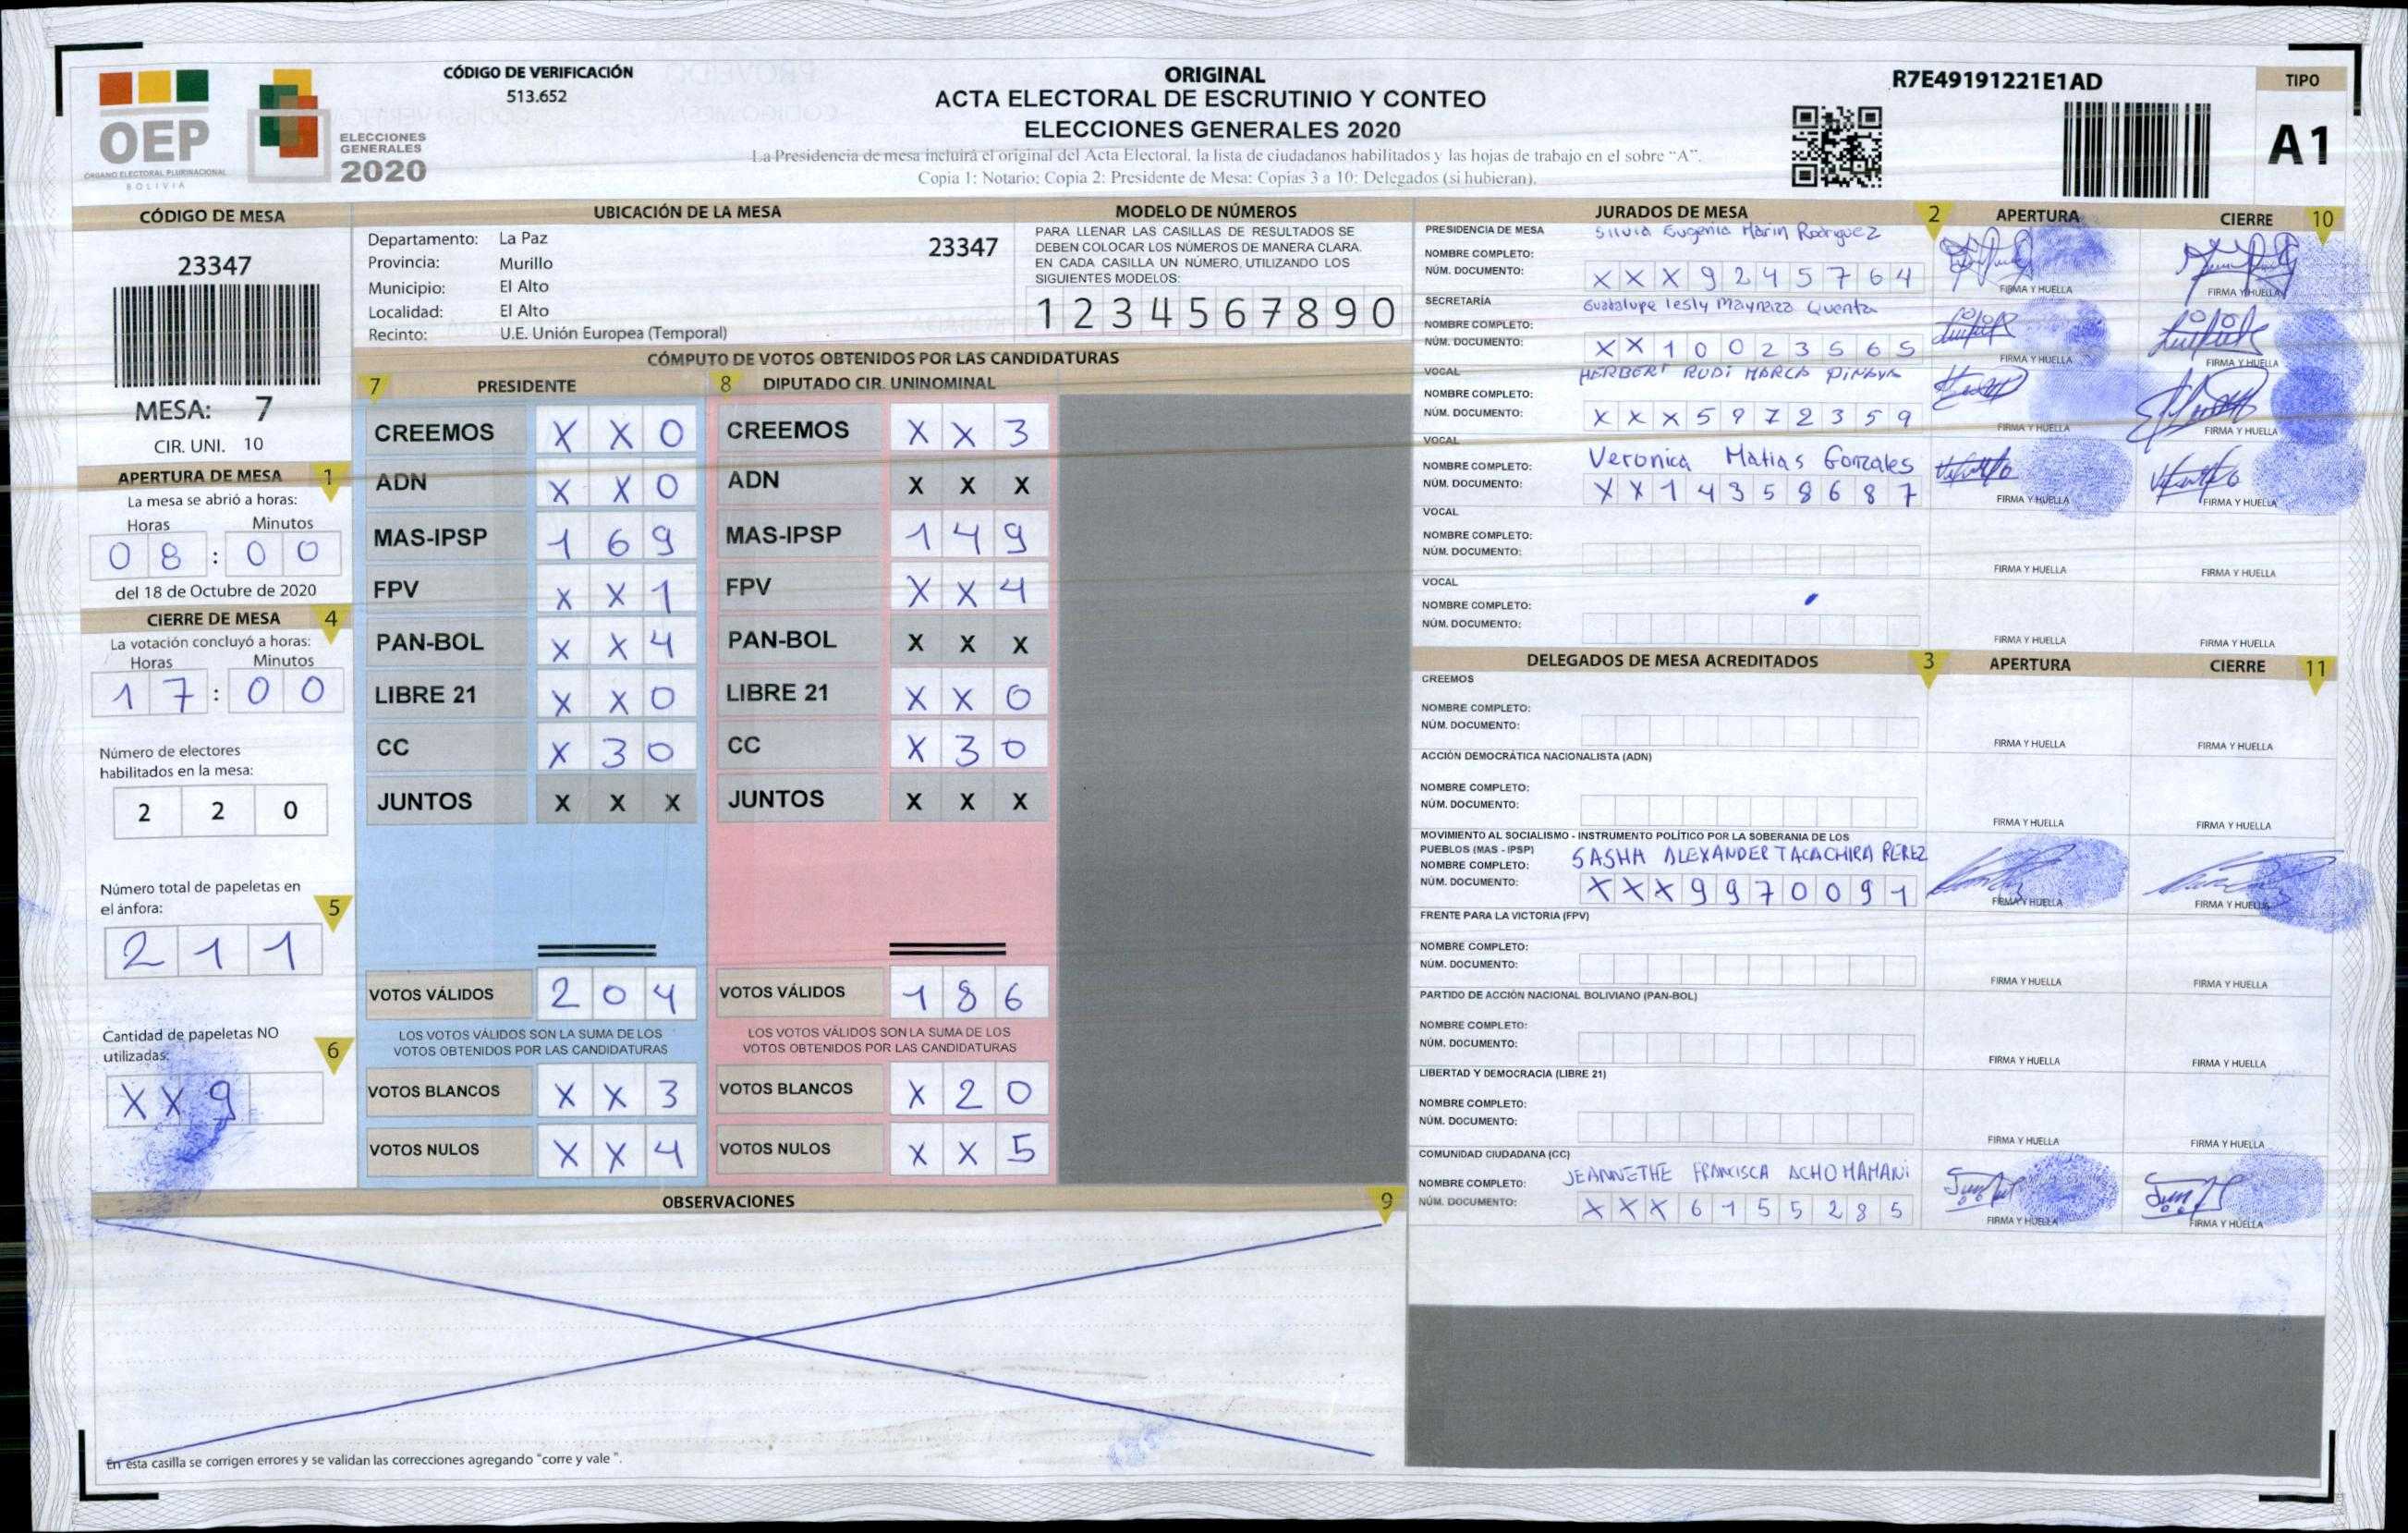 CÓDIGO DE VERIFICACIÓN
513.652
OEP
ÓRGANO ELECTORAL PLURINACIONAL
BOLIVIA
ELECCIONES
GENERALES
2020
ORIGINAL
ACTA ELECTORAL DE ESCRUTINIO Y CONTEO
ELECCIONES GENERALES 2020
La Presidencia de mesa incluirá el original del Acta Electoral, la lista de ciudadanos habilitados y las hojas de trabajo en el sobre "A".
Copia 1: Notario; Copia 2: Presidente de Mesa; Copias 3 a 10: Delegados (si hubieran).
R7E49191221E1AD
TIPO
A1
CÓDIGO DE MESA
23347
MESA: 7
CIR. UNI. 10
APERTURA DE MESA 1
La mesa se abrió a horas:
Horas Minutos
08 : 00
del 18 de Octubre de 2020
CIERRE DE MESA 4
La votación concluyó a horas:
Horas Minutos
17 : 00
Número de electores
habilitados en la mesa:
2 2 0
Número total de papeletas en
el ánfora: 5
2 1 1
Cantidad de papeletas NO
utilizadas: 6
X X 9
UBICACIÓN DE LA MESA
Departamento: La Paz 23347
Provincia: Murillo
Municipio: El Alto
Localidad: El Alto
Recinto: U.E. Unión Europea (Temporal)
MODELO DE NÚMEROS
PARA LLENAR LAS CASILLAS DE RESULTADOS SE
DEBEN COLOCAR LOS NÚMEROS DE MANERA CLARA.
EN CADA CASILLA UN NÚMERO, UTILIZANDO LOS
SIGUIENTES MODELOS:
1 2 3 4 5 6 7 8 9 0
CÓMPUTO DE VOTOS OBTENIDOS POR LAS CANDIDATURAS
7 PRESIDENTE 8 DIPUTADO CIR. UNINOMINAL
CREEMOS X X 0 CREEMOS X X 3
ADN X X 0 ADN X X X
MAS-IPSP 1 6 9 MAS-IPSP 1 4 9
FPV X X 1 FPV X X 4
PAN-BOL X X 4 PAN-BOL X X X
LIBRE 21 X X 0 LIBRE 21 X X 0
CC X 3 0 CC X 3 0
JUNTOS X X X JUNTOS X X X
VOTOS VÁLIDOS 2 0 4 VOTOS VÁLIDOS 1 8 6
LOS VOTOS VÁLIDOS SON LA SUMA DE LOS LOS VOTOS VÁLIDOS SON LA SUMA DE LOS
VOTOS OBTENIDOS POR LAS CANDIDATURAS VOTOS OBTENIDOS POR LAS CANDIDATURAS
VOTOS BLANCOS X X 3 VOTOS BLANCOS X 2 0
VOTOS NULOS X X 4 VOTOS NULOS X X 5
OBSERVACIONES 9
En esta casilla se corrigen errores y se validan las correcciones agregando "corre y vale".
JURADOS DE MESA 2 APERTURA CIERRE 10
PRESIDENCIA DE MESA Silvia Eugenia Marin Rodriguez
NOMBRE COMPLETO:
NÚM. DOCUMENTO: X X X 9 2 4 5 7 6 4 FIRMA Y HUELLA FIRMA Y HUELLA
SECRETARÍA Guadalupe lesly Maynaza Quenta
NOMBRE COMPLETO:
NÚM. DOCUMENTO: X X 1 0 0 2 3 5 6 5 FIRMA Y HUELLA FIRMA Y HUELLA
VOCAL HERBERT RUDI MARCA PINAYA
NOMBRE COMPLETO:
NÚM. DOCUMENTO: X X X 5 9 7 2 3 5 9 FIRMA Y HUELLA FIRMA Y HUELLA
VOCAL
NOMBRE COMPLETO: Veronica Matias Gonzales
NÚM. DOCUMENTO: X X 1 4 3 5 8 6 8 7 FIRMA Y HUELLA FIRMA Y HUELLA
VOCAL
NOMBRE COMPLETO:
NÚM. DOCUMENTO: FIRMA Y HUELLA FIRMA Y HUELLA
VOCAL
NOMBRE COMPLETO:
NÚM. DOCUMENTO: FIRMA Y HUELLA FIRMA Y HUELLA
DELEGADOS DE MESA ACREDITADOS 3 APERTURA CIERRE 11
CREEMOS
NOMBRE COMPLETO:
NÚM. DOCUMENTO: FIRMA Y HUELLA FIRMA Y HUELLA
ACCIÓN DEMOCRÁTICA NACIONALISTA (ADN)
NOMBRE COMPLETO:
NÚM. DOCUMENTO: FIRMA Y HUELLA FIRMA Y HUELLA
MOVIMIENTO AL SOCIALISMO - INSTRUMENTO POLÍTICO POR LA SOBERANIA DE LOS
PUEBLOS (MAS - IPSP)
NOMBRE COMPLETO: SASHA ALEXANDER TACACHIRA PEREZ
NÚM. DOCUMENTO: X X X 9 9 7 0 0 9 1 FIRMA Y HUELLA FIRMA Y HUELLA
FRENTE PARA LA VICTORIA (FPV)
NOMBRE COMPLETO:
NÚM. DOCUMENTO: FIRMA Y HUELLA FIRMA Y HUELLA
PARTIDO DE ACCIÓN NACIONAL BOLIVIANO (PAN-BOL)
NOMBRE COMPLETO:
NÚM. DOCUMENTO: FIRMA Y HUELLA FIRMA Y HUELLA
LIBERTAD Y DEMOCRACIA (LIBRE 21)
NOMBRE COMPLETO:
NÚM. DOCUMENTO: FIRMA Y HUELLA FIRMA Y HUELLA
COMUNIDAD CIUDADANA (CC)
NOMBRE COMPLETO: JEANNETHE FRANCISCA ACHO MAMANI
NÚM. DOCUMENTO: X X X 6 1 5 5 2 8 5 FIRMA Y HUELLA FIRMA Y HUELLA